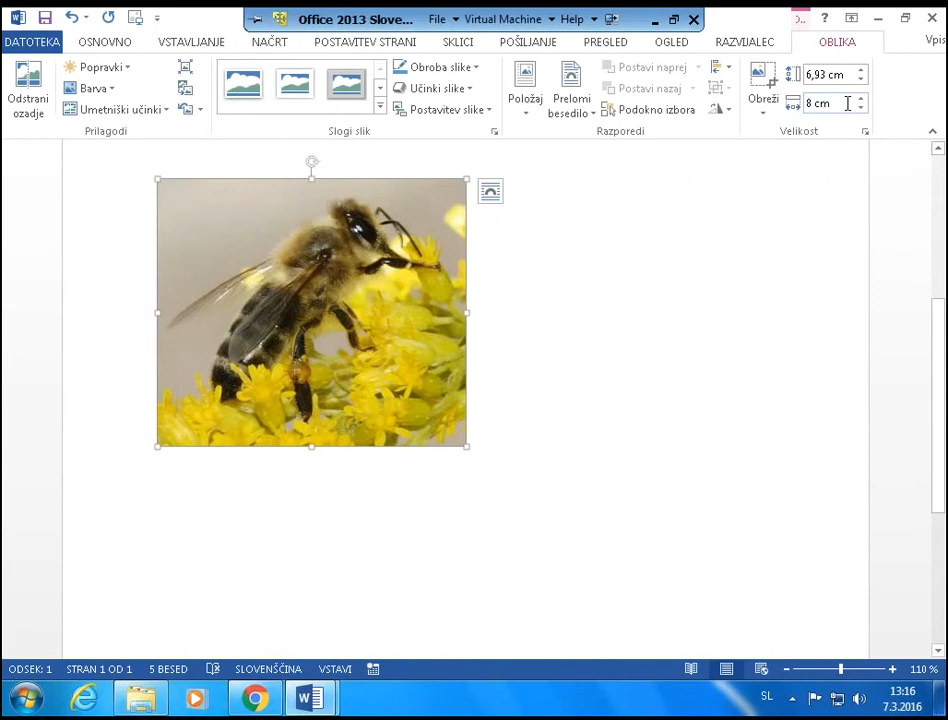 Office 2013 Slove... File Virtual Machine Help
DATOTEKA OSNOVNO VSTAVLJANJE NAČRT POSTAVITEV STRANI SKLICI POŠILJANJE PREGLED OGLED RAZVIJALEC OBLIKA Vpis
Odstrani ozadje
Popravki
Barva
Umetniški učinki
Prilagodi
Obroba slike
Učinki slike
Postavitev slike
Slogi slik
Položaj
Prelomi besedilo
Postavi naprej
Postavi nazaj
Podokno izbora
Razporedi
Obreži
6,93 cm
8 cm
Velikost
ODSEK: 1 STRAN 1 OD 1 5 BESED SLOVENŠČINA VSTAVI 110 %
SL
13:16
7.3.2016